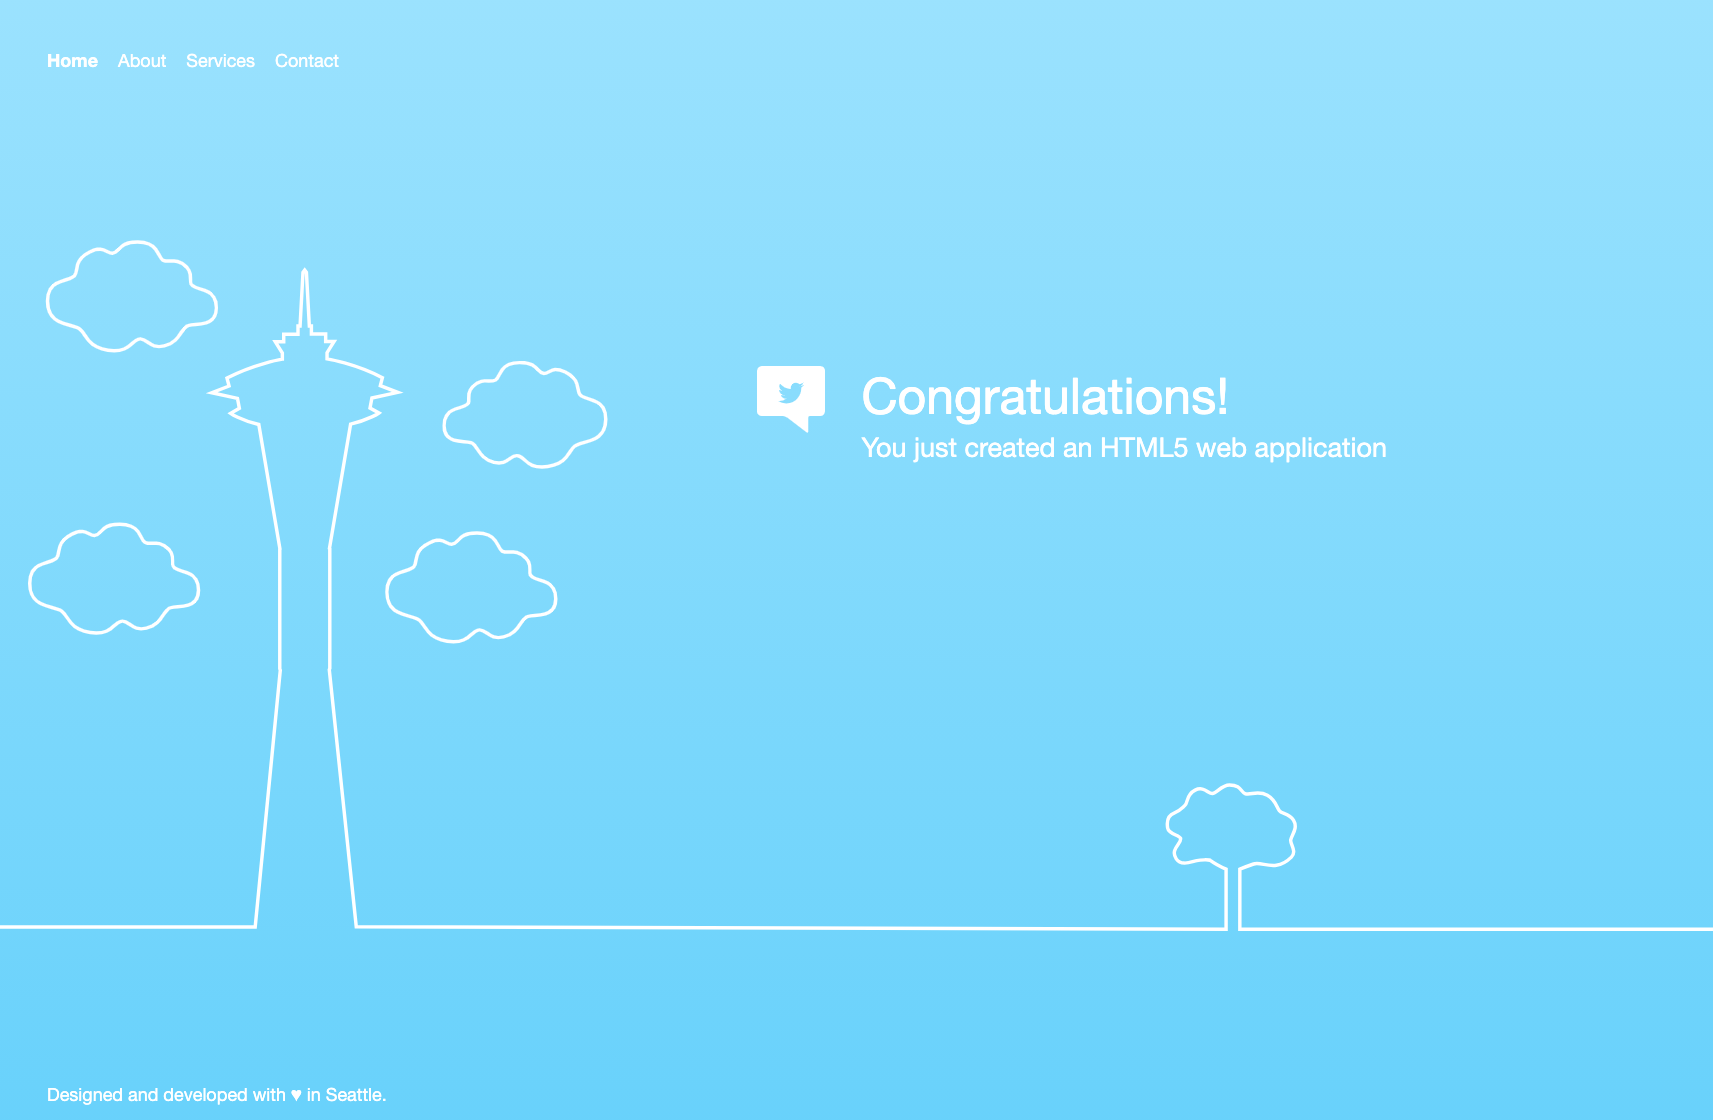 Home About Services Contact
Congratulations!
You just created an HTML5 web application
Designed and developed with ♥ in Seattle.